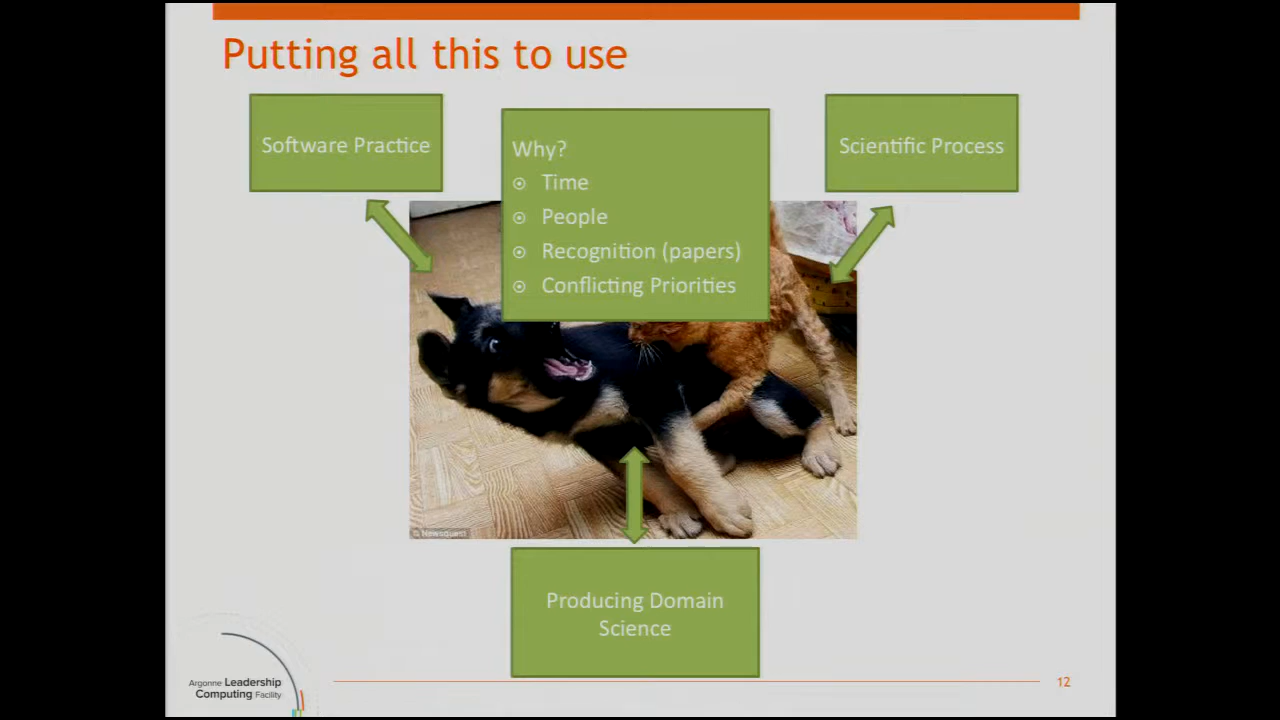 Putting all this to use
Software Practice
Why?
Time
People
Recognition (papers)
Conflicting Priorities
Scientific Process
© Newsquest
Producing Domain
Science
Argonne Leadership
Computing Facility
12